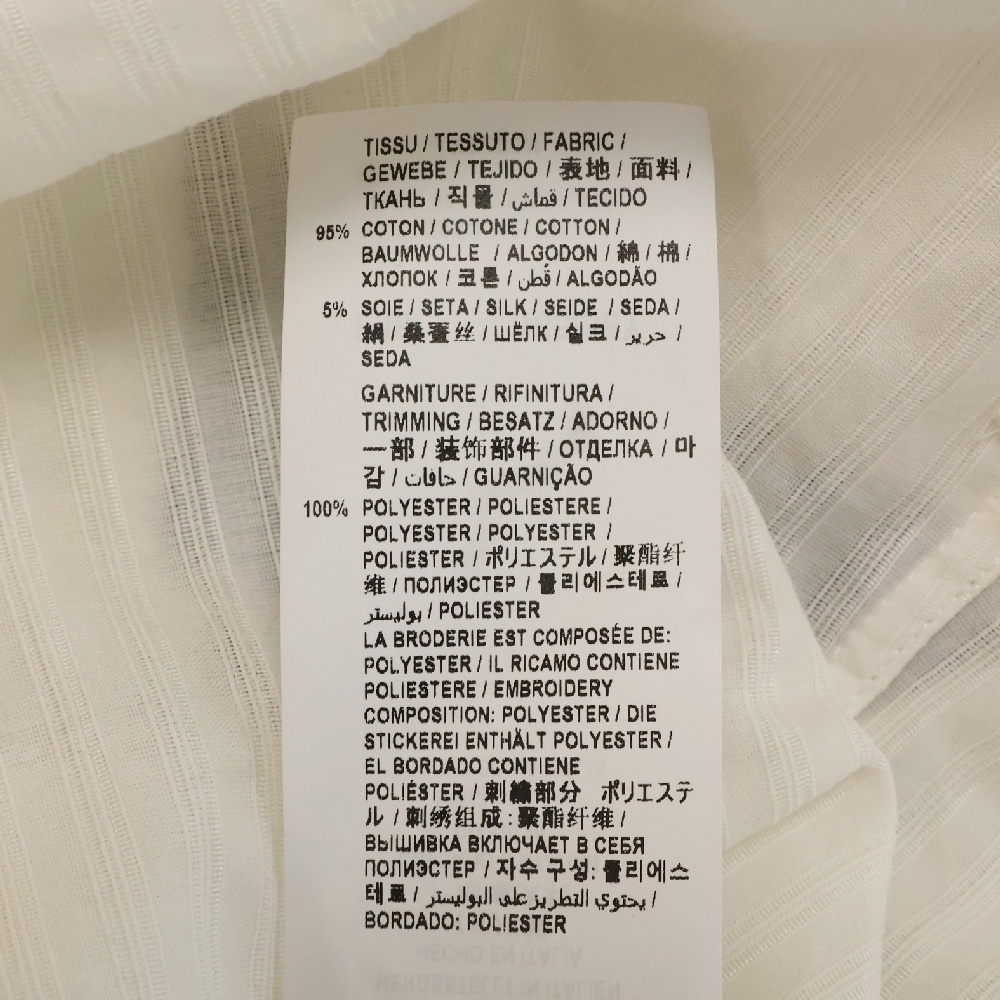 TISSU / TESSUTO / FABRIC /
GEWEBE / TEJIDO / 表地 / 面料 /
ТКАНЬ / 직물 / قماش / TECIDO
95% COTON / COTONE / COTTON /
BAUMWOLLE / ALGODON / 綿 / 棉 /
ХЛОПОК / 코튼 / قُطن / ALGODÃO
5% SOIE / SETA / SILK / SEIDE / SEDA /
絹 / 桑蚕丝 / ШЁЛК / 실크 / حرير /
SEDA
GARNITURE / RIFINITURA /
TRIMMING / BESATZ / ADORNO /
一部 / 装饰部件 / ОТДЕЛКА / 마
감 / حافات / GUARNIÇÃO
100% POLYESTER / POLIESTERE /
POLYESTER / POLYESTER /
POLIESTER / ポリエステル / 聚酯纤
维 / ПОЛИЭСТЕР / 폴리에스테르 /
بوليستر / POLIESTER
LA BRODERIE EST COMPOSÉE DE:
POLYESTER / IL RICAMO CONTIENE
POLIESTERE / EMBROIDERY
COMPOSITION: POLYESTER / DIE
STICKEREI ENTHÄLT POLYESTER /
EL BORDADO CONTIENE
POLIÉSTER / 刺繍部分 ポリエステ
ル / 刺绣组成: 聚酯纤维 /
ВЫШИВКА ВКЛЮЧАЕТ В СЕБЯ
ПОЛИЭСТЕР / 자수 구성: 폴리에스
테르 / يحتوي التطريز على البوليستر /
BORDADO: POLIESTER
HECHO EN ITALIA
HERGESTELLT IN ITALIEN